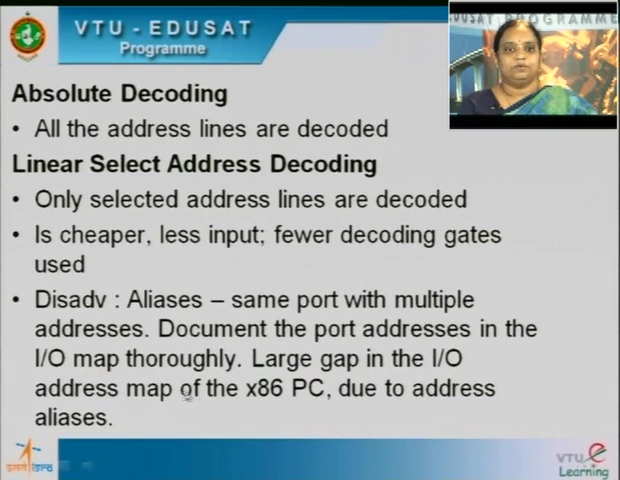 VTU - EDUSAT
Programme
EDUSAT PROGRAMME
Absolute Decoding
• All the address lines are decoded
Linear Select Address Decoding
• Only selected address lines are decoded
• Is cheaper, less input; fewer decoding gates
used
• Disadv : Aliases – same port with multiple
addresses. Document the port addresses in the
I/O map thoroughly. Large gap in the I/O
address map of the x86 PC, due to address
aliases.
VTU e
Learning